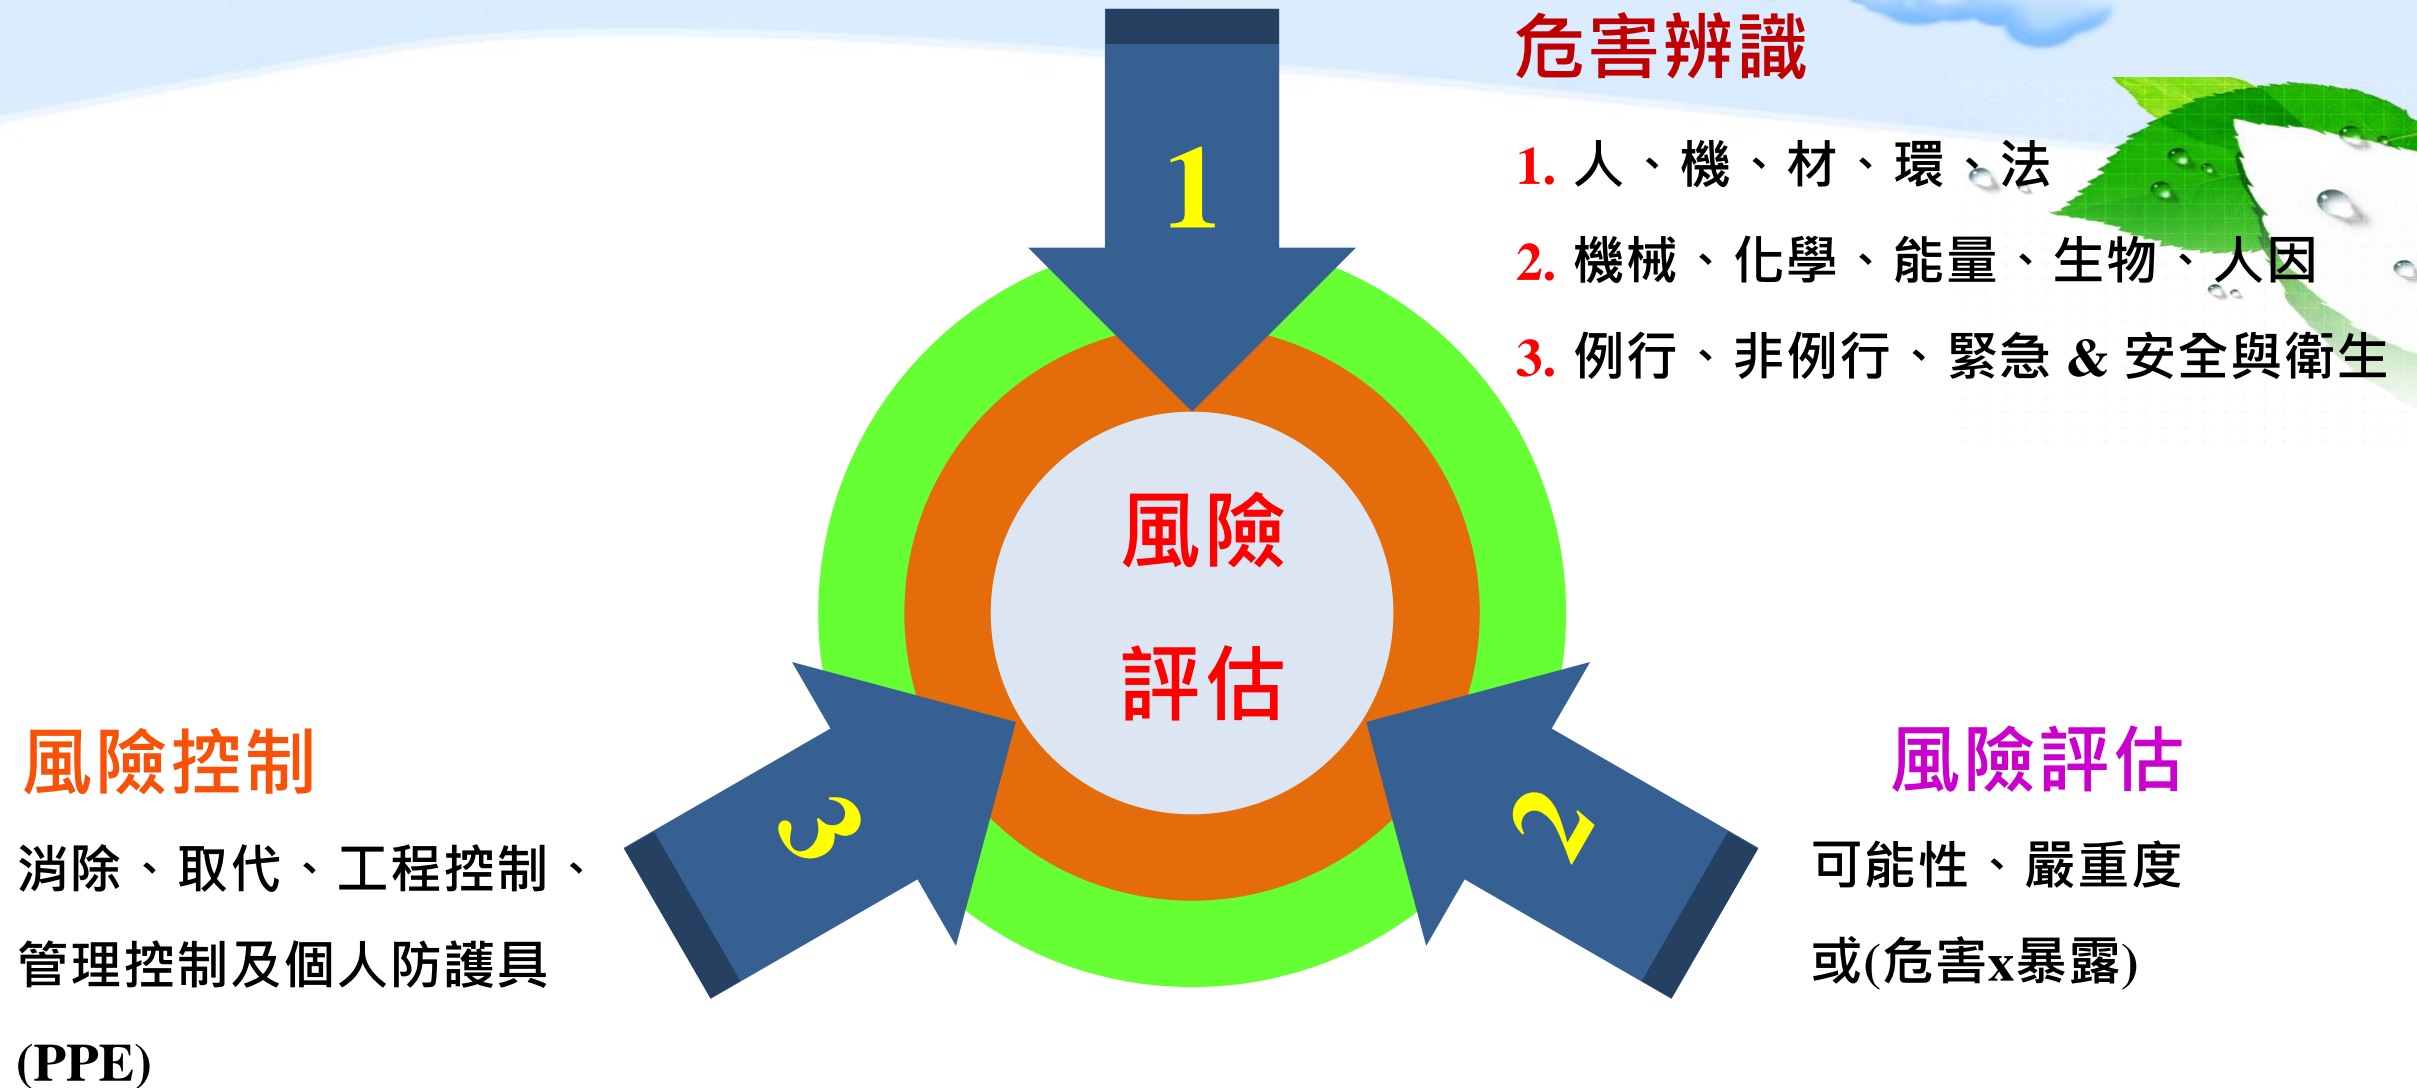 危害辨識
1. 人、機、材、環、法
2. 機械、化學、能量、生物、人因
3. 例行、非例行、緊急 & 安全與衛生
1
風險
評估
2
風險評估
可能性、嚴重度
或(危害x暴露)
3
風險控制
消除、取代、工程控制、
管理控制及個人防護具
(PPE)